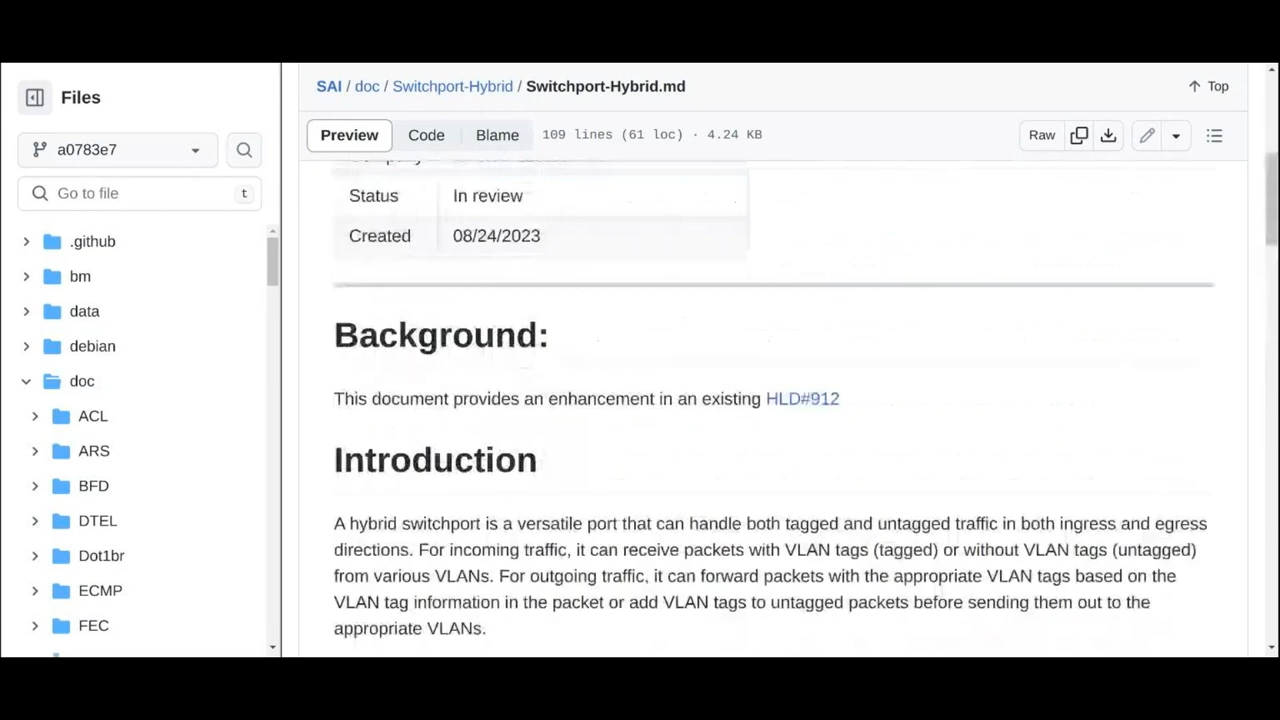 Files
a0783e7
Go to file t
.github
bm
data
debian
doc
ACL
ARS
BFD
DTEL
Dot1br
ECMP
FEC
SAI / doc / Switchport-Hybrid / Switchport-Hybrid.md
Top
Preview Code Blame 109 lines (61 loc) · 4.24 KB
Raw
Status In review
Created 08/24/2023
Background:
This document provides an enhancement in an existing HLD#912
Introduction
A hybrid switchport is a versatile port that can handle both tagged and untagged traffic in both ingress and egress
directions. For incoming traffic, it can receive packets with VLAN tags (tagged) or without VLAN tags (untagged)
from various VLANs. For outgoing traffic, it can forward packets with the appropriate VLAN tags based on the
VLAN tag information in the packet or add VLAN tags to untagged packets before sending them out to the
appropriate VLANs.